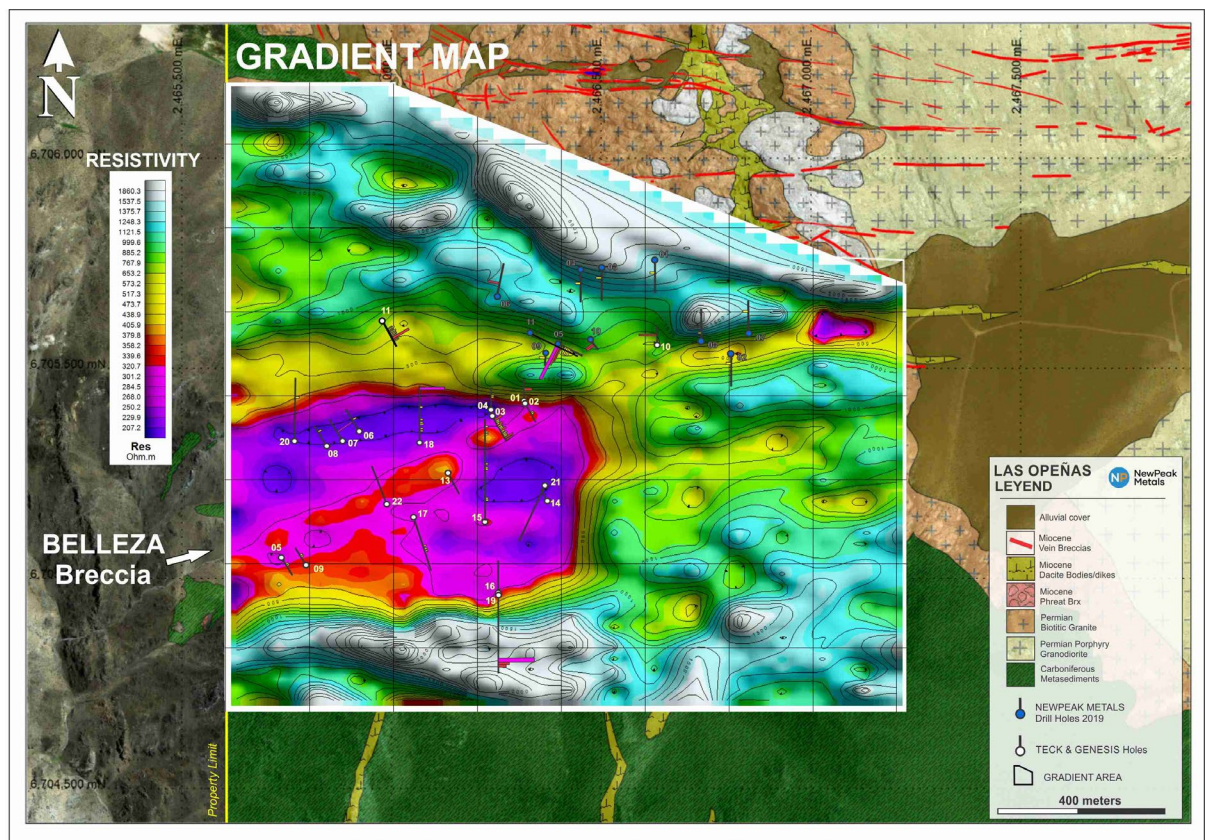 GRADIENT MAP
N
2,465,500 mE
2,466,500 mE
2,467,000 mE
2,467,500 mE
6,706,000 mN
6,705,500 mN
6,704,500 mN
RESISTIVITY
1860.3
1537.5
1375.7
1248.3
1121.5
999.6
885.2
767.9
653.2
517.3
473.7
438.4
405.9
379.8
358.2
339.6
320.7
301.2
284.5
268.0
250.2
229.9
207.2
Res
Ohm.m
11
10
01
02
04
03
20
08
07
06
18
13
22
17
15
21
14
05
09
16
19
BELLEZA
Breccia
Property Limit
LAS OPEÑAS
LEYEND
NP
NewPeak
Metals
Alluvial cover
Miocene
Vein Breccias
Miocene
Dacite Bodies/dikes
Miocene
Phreat Brx
Permian
Biotitic Granite
Permian Porphyry
Granodiorite
Carboniferous
Metasediments
NEWPEAK METALS
Drill Holes 2019
TECK & GENESIS Holes
GRADIENT AREA
400 meters